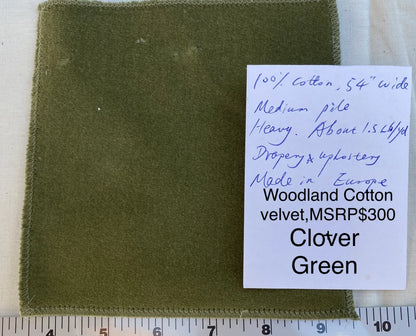 100% cotton, 54" wide
Medium pile
Heavy. About 1.5 Lb/yd
Drapery & upholstery
Made in Europe
Woodland Cotton
velvet,MSRP$300
Clover
Green
4 5 6 7 8 9 10